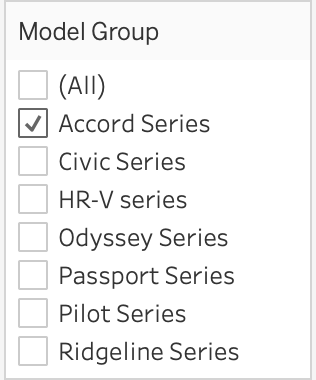 Model Group
(All)
Accord Series
Civic Series
HR-V series
Odyssey Series
Passport Series
Pilot Series
Ridgeline Series